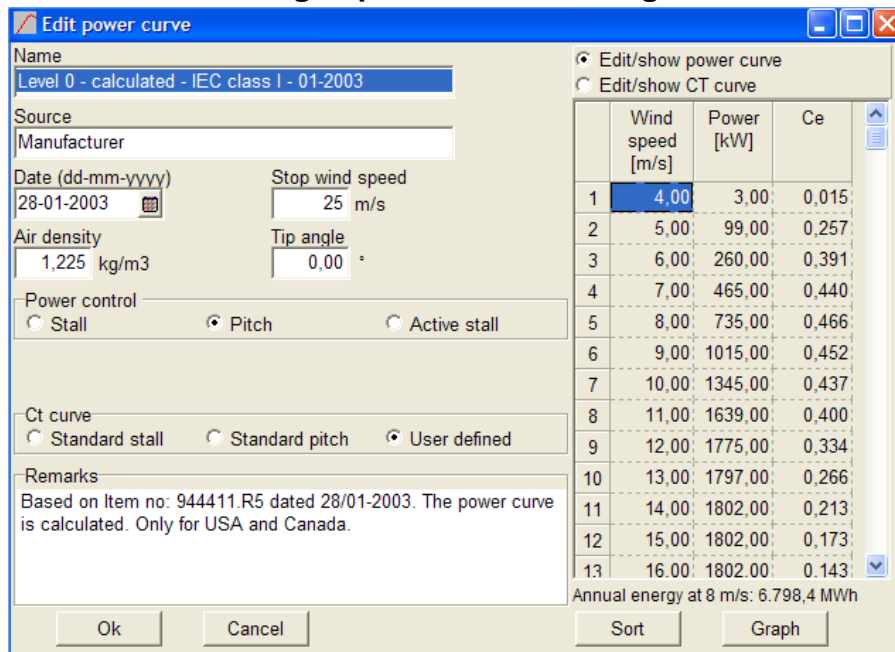 Edit power curve
Name
Level 0 - calculated - IEC class I - 01-2003
Source
Manufacturer
Date (dd-mm-yyyy) Stop wind speed
28-01-2003 25 m/s
Air density Tip angle
1,225 kg/m3 0,00 °
Power control
Stall Pitch Active stall
Ct curve
Standard stall Standard pitch User defined
Remarks
Based on Item no: 944411.R5 dated 28/01-2003. The power curve
is calculated. Only for USA and Canada.
Ok Cancel
Edit/show power curve
Edit/show CT curve
Wind Power Ce
speed [kW]
[m/s]
1 4,00 3,00 0,015
2 5,00 99,00 0,257
3 6,00 260,00 0,391
4 7,00 465,00 0,440
5 8,00 735,00 0,466
6 9,00 1015,00 0,452
7 10,00 1345,00 0,437
8 11,00 1639,00 0,400
9 12,00 1775,00 0,334
10 13,00 1797,00 0,266
11 14,00 1802,00 0,213
12 15,00 1802,00 0,173
13 16,00 1802,00 0,143
Annual energy at 8 m/s: 6.798,4 MWh
Sort Graph